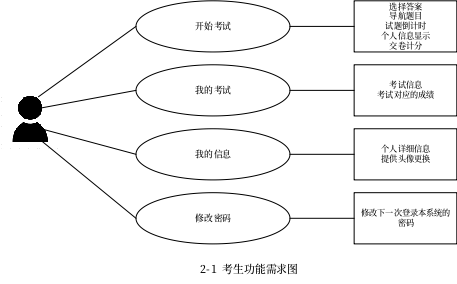 开始考试
选择答案
导航题目
试题倒计时
个人信息显示
交卷计分
我的考试
考试信息
考试对应的成绩
我的信息
个人详细信息
提供头像更换
修改密码
修改下一次登录本系统的
密码
2-1 考生功能需求图